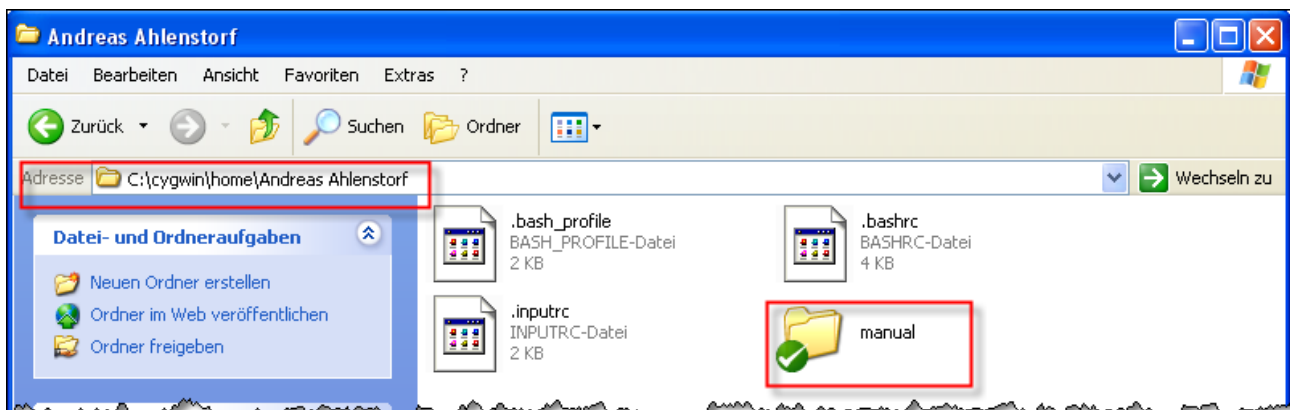 Andreas Ahlenstorf
Datei Bearbeiten Ansicht Favoriten Extras ?
Zurück Suchen Ordner
Adresse C:\cygwin\home\Andreas Ahlenstorf Wechseln zu
Datei- und Ordneraufgaben
Neuen Ordner erstellen
Ordner im Web veröffentlichen
Ordner freigeben
.bash_profile
BASH_PROFILE-Datei
2 KB
.bashrc
BASHRC-Datei
4 KB
.inputrc
INPUTRC-Datei
2 KB
manual